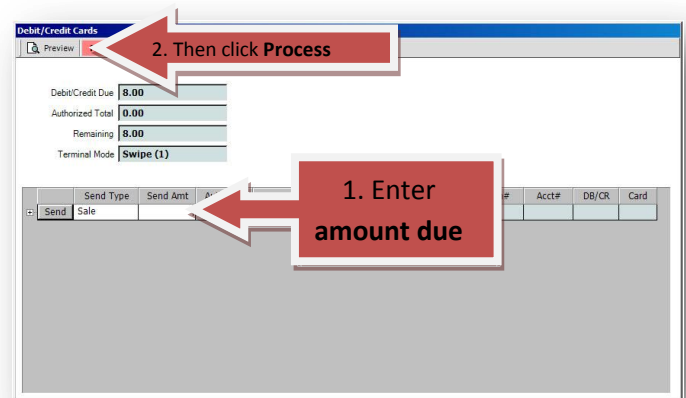 Debit/Credit Cards
Preview
2. Then click Process
Debit/Credit Due 8.00
Authorized Total 0.00
Remaining 8.00
Terminal Mode Swipe (1)
1. Enter
amount due
Send Type Send Amt Acct# DB/CR Card
Send Sale